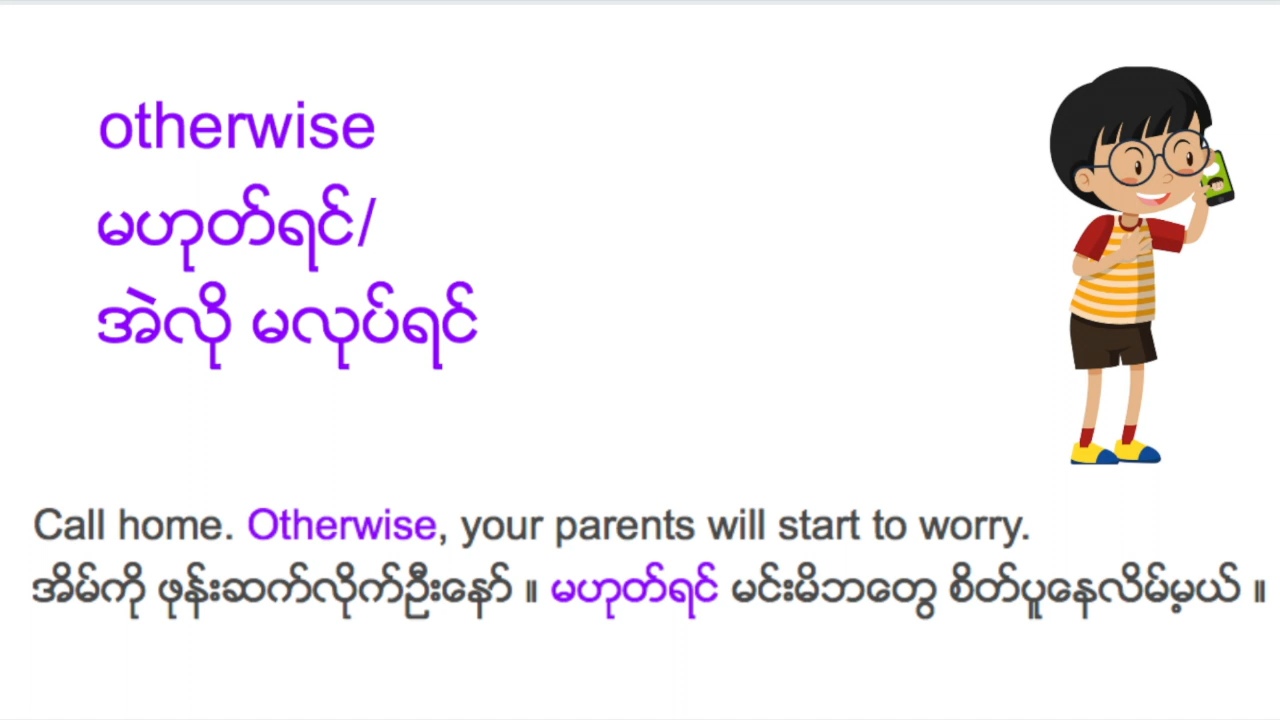 otherwise
မဟုတ်ရင်/
အဲလို မလုပ်ရင်
Call home. Otherwise, your parents will start to worry.
အိမ်ကို ဖုန်းဆက်လိုက်ဦးနော် ။ မဟုတ်ရင် မင်းမိဘတွေ စိတ်ပူနေလိမ့်မယ် ။